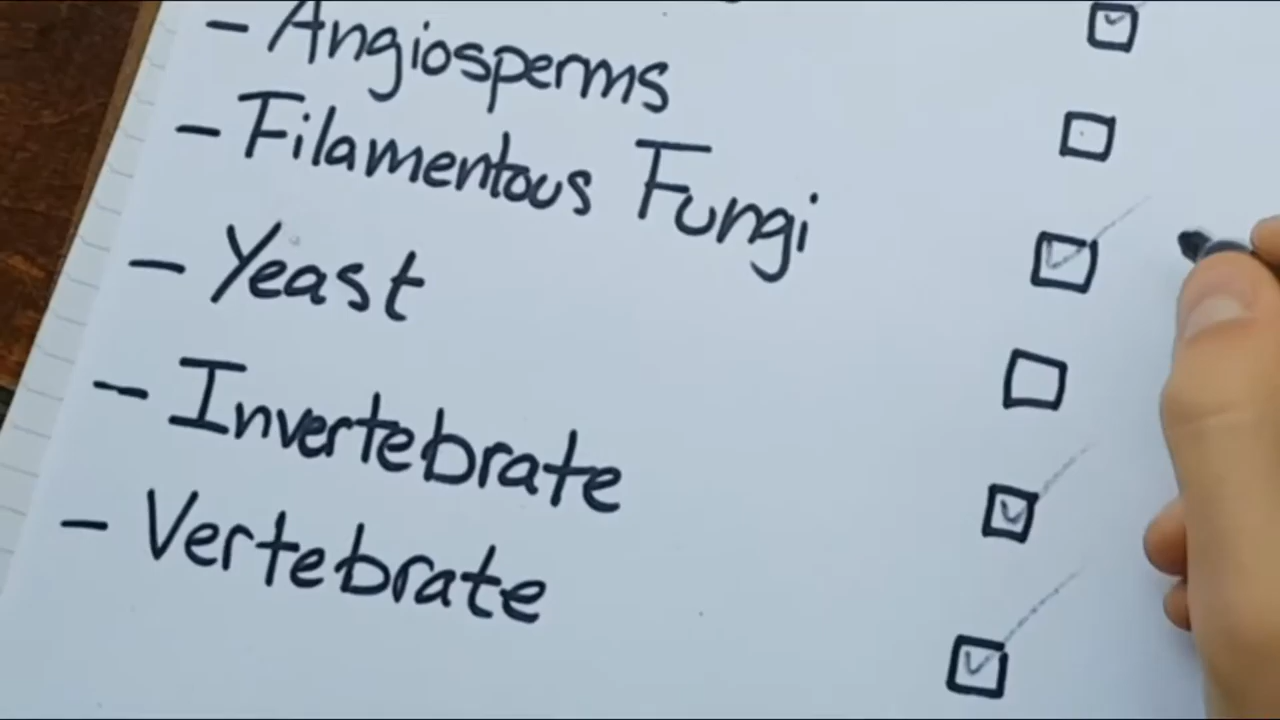 - Angiosperms
- Filamentous Fungi
- Yeast
- Invertebrate
- Vertebrate